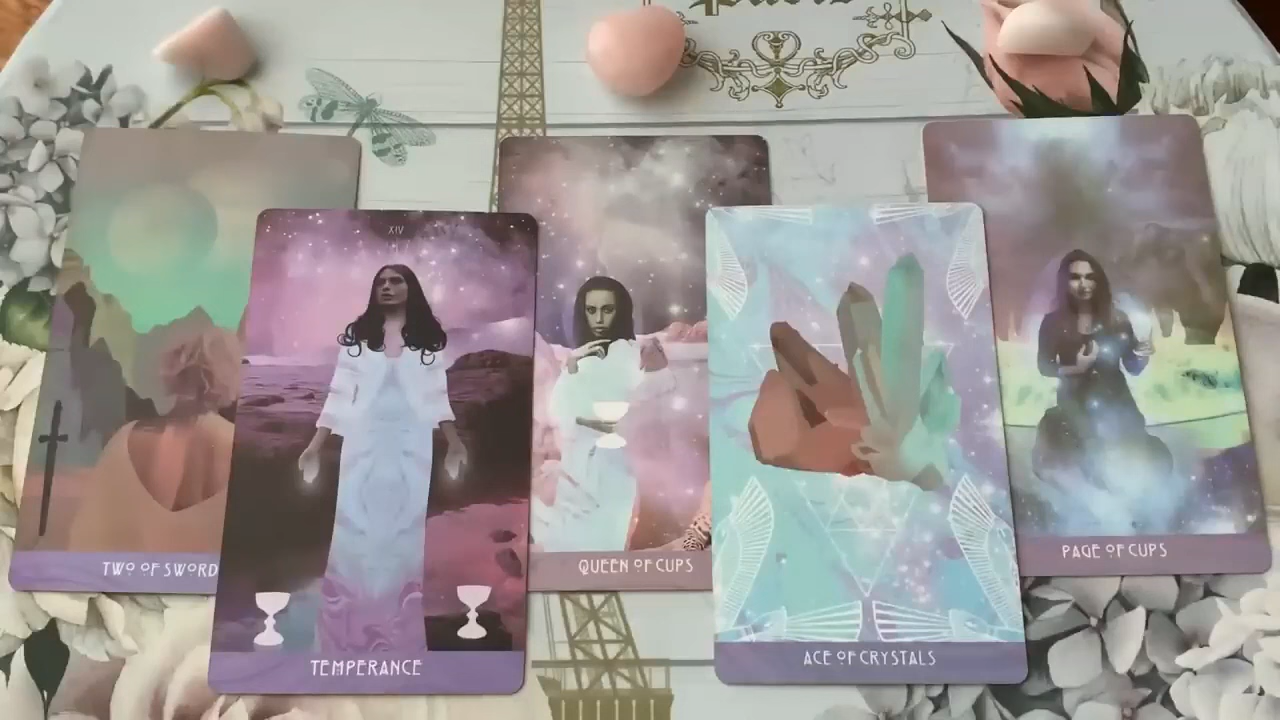 XIV
TWO OF SWORD
TEMPERANCE
QUEEN OF CUPS
ACE OF CRYSTALS
PAGE OF CUPS